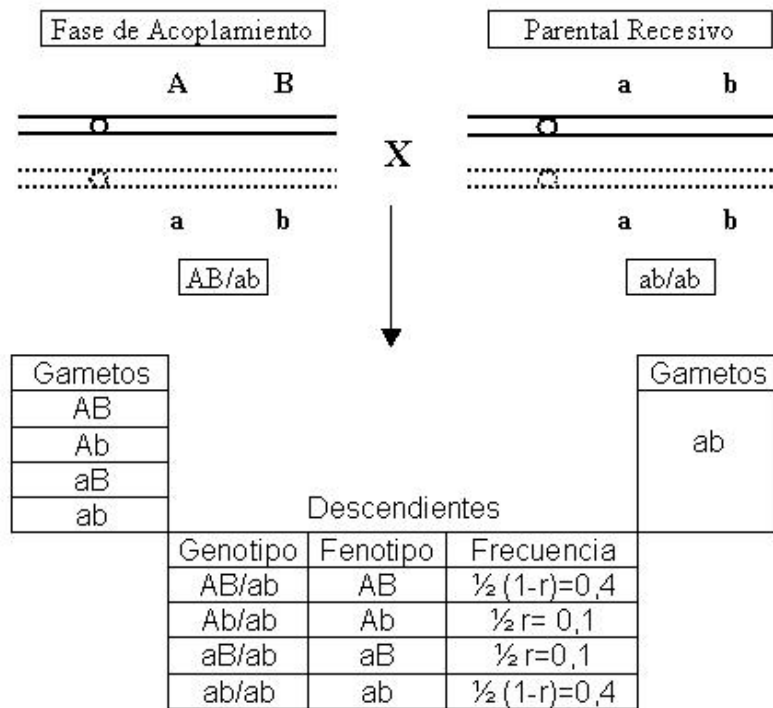 Fase de Acoplamiento Parental Recesivo
A B a b
X
a b a b
AB/ab ab/ab
Gametos Gametos
AB
Ab
aB
ab
ab
Descendientes
Genotipo Fenotipo Frecuencia
AB/ab AB ½ (1-r)=0,4
Ab/ab Ab ½ r= 0,1
aB/ab aB ½ r=0,1
ab/ab ab ½ (1-r)=0,4